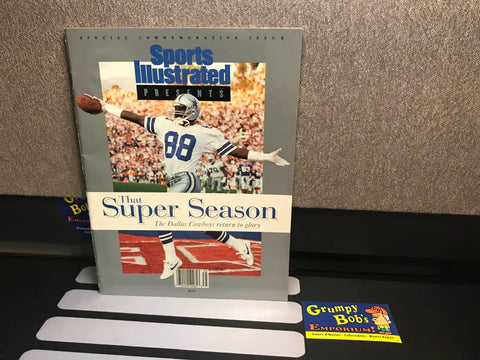 SPECIAL COMMEMORATIVE ISSUE
Sports
Illustrated
PRESENTS
88
That
Super Season
The Dallas Cowboys return to glory
Grumpy
Bob's
EMPORIUM!